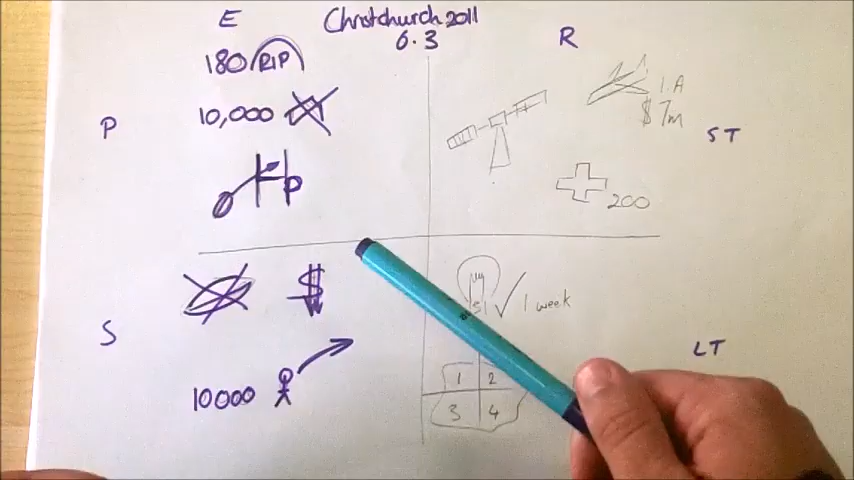 E
Christchurch 2011
6.3
R
180 RIP
10,000
P
P
I.A
$7m
ST
200
$
S
10000
1 week
LT
1 2
3 4